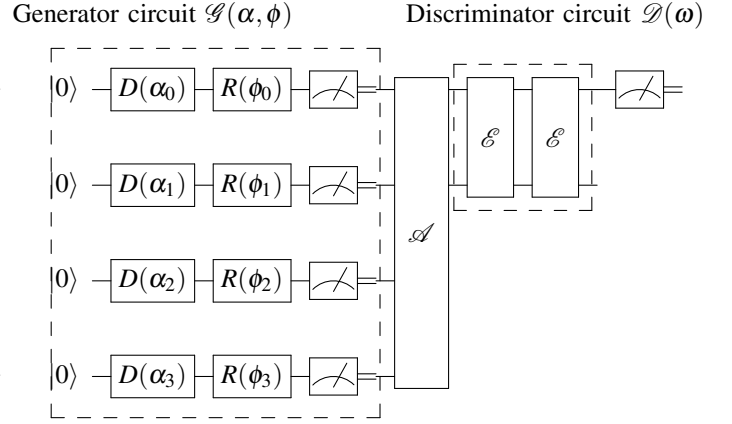 Generator circuit 𝒢(α, ϕ) Discriminator circuit 𝒟(ω)
|0⟩ D(α₀) R(ϕ₀)
ℰ ℰ
|0⟩ D(α₁) R(ϕ₁)
𝒜
|0⟩ D(α₂) R(ϕ₂)
|0⟩ D(α₃) R(ϕ₃)